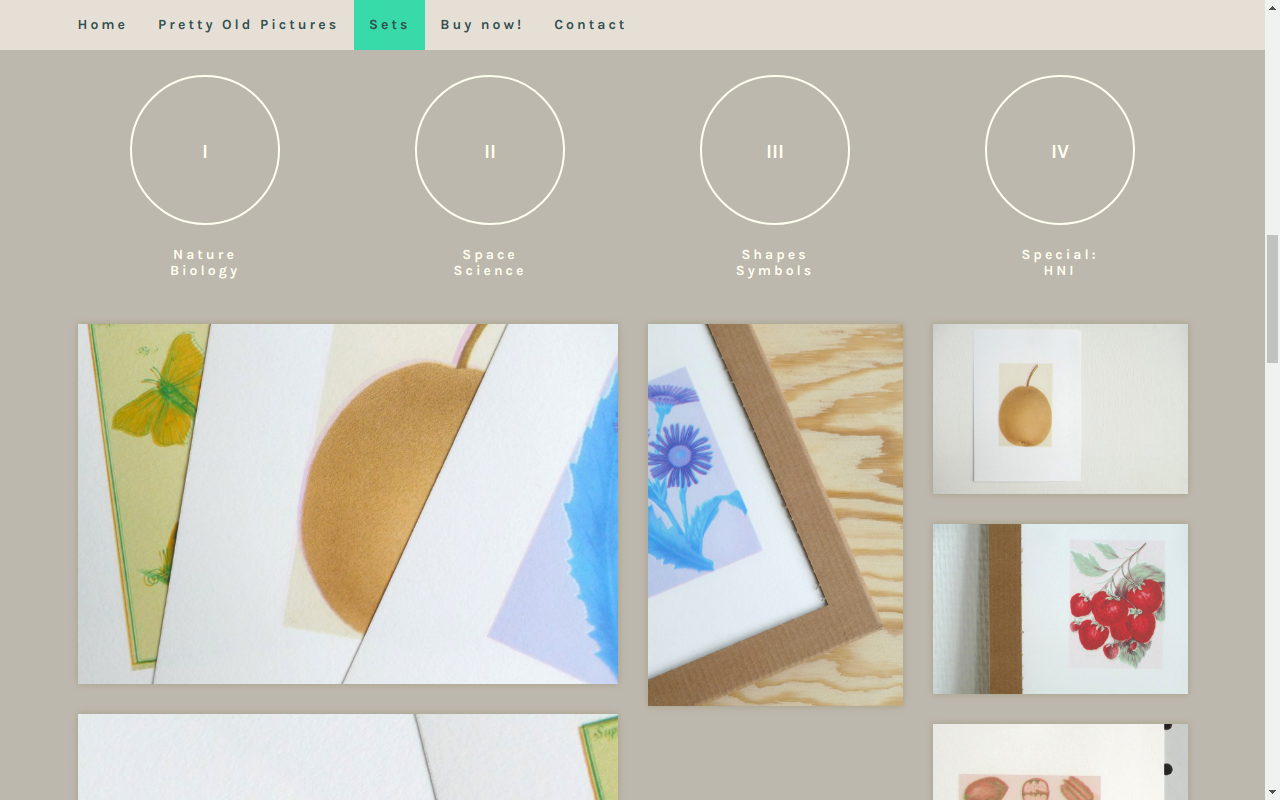 Home Pretty Old Pictures Sets Buy now! Contact
I II III IV
Nature Biology
Space Science
Shapes Symbols
Special: HNI